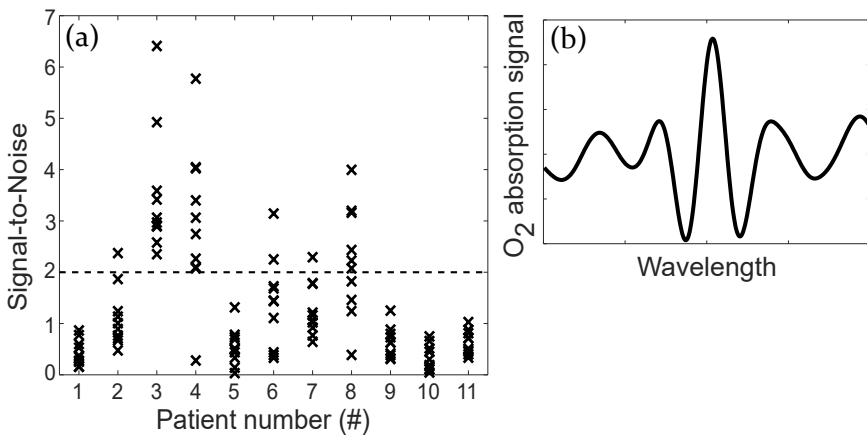 (a)
Signal-to-Noise
7
6
5
4
3
2
1
0
1 2 3 4 5 6 7 8 9 10 11
Patient number (#)
(b)
O2 absorption signal
Wavelength